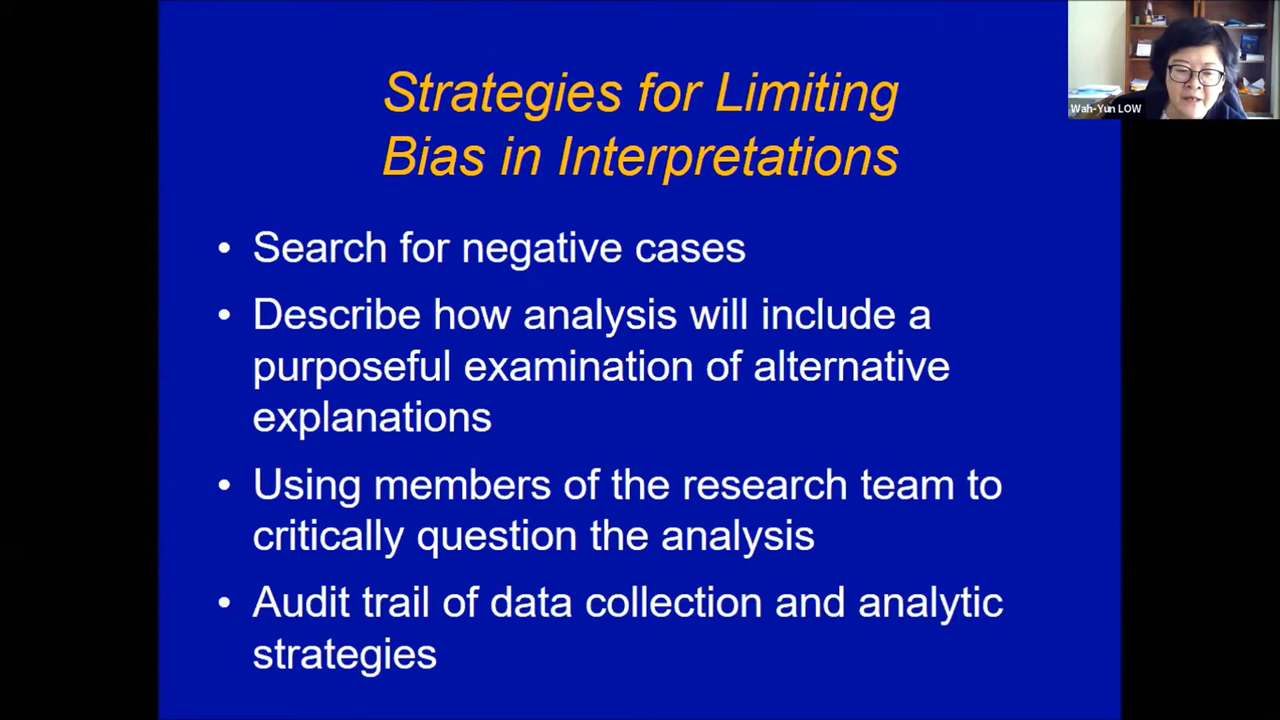 Strategies for Limiting
Bias in Interpretations
Wah-Yun LOW
• Search for negative cases
• Describe how analysis will include a
purposeful examination of alternative
explanations
• Using members of the research team to
critically question the analysis
• Audit trail of data collection and analytic
strategies